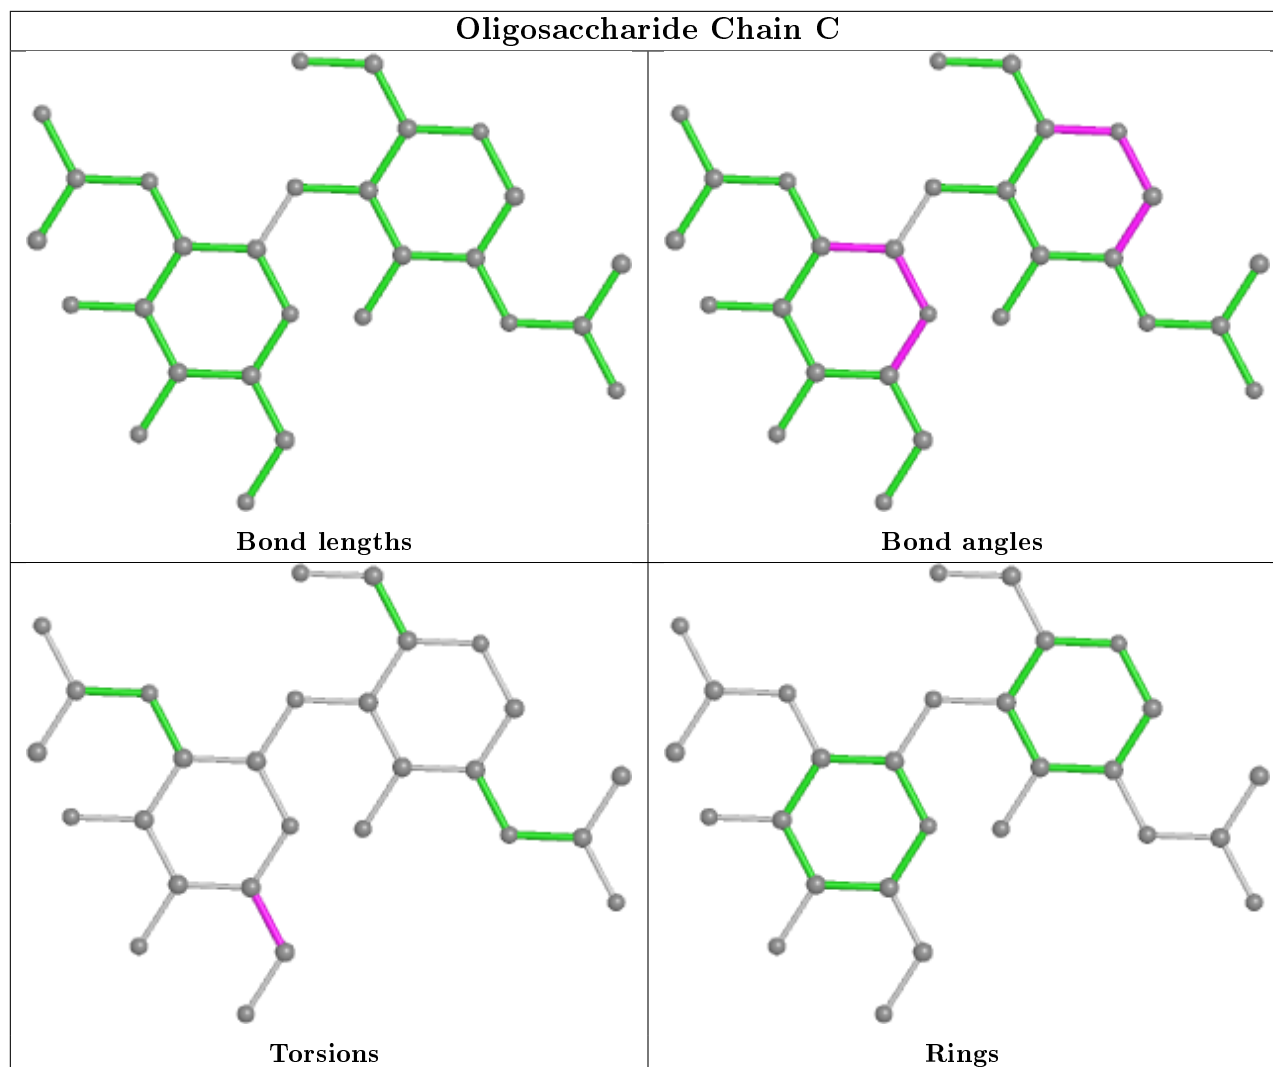 Oligosaccharide Chain C
Bond lengths
Bond angles
Torsions
Rings